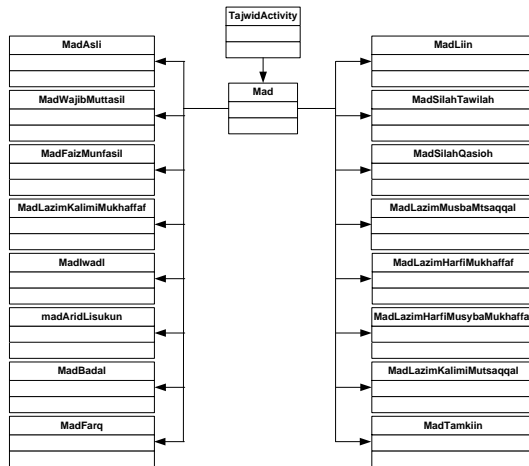 TajwidActivity
Mad
MadAsli
MadWajibMuttasil
MadFaizMunfasil
MadLazimKalimiMukhaffaf
MadIwadl
madAridLisukun
MadBadal
MadFarq
MadLiin
MadSilahTawilah
MadSilahQasioh
MadLazimMusbaMtsaqqal
MadLazimHarfiMukhaffaf
MadLazimHarfiMusybaMukhaffa
MadLazimKalimiMutsaqqal
MadTamkiin